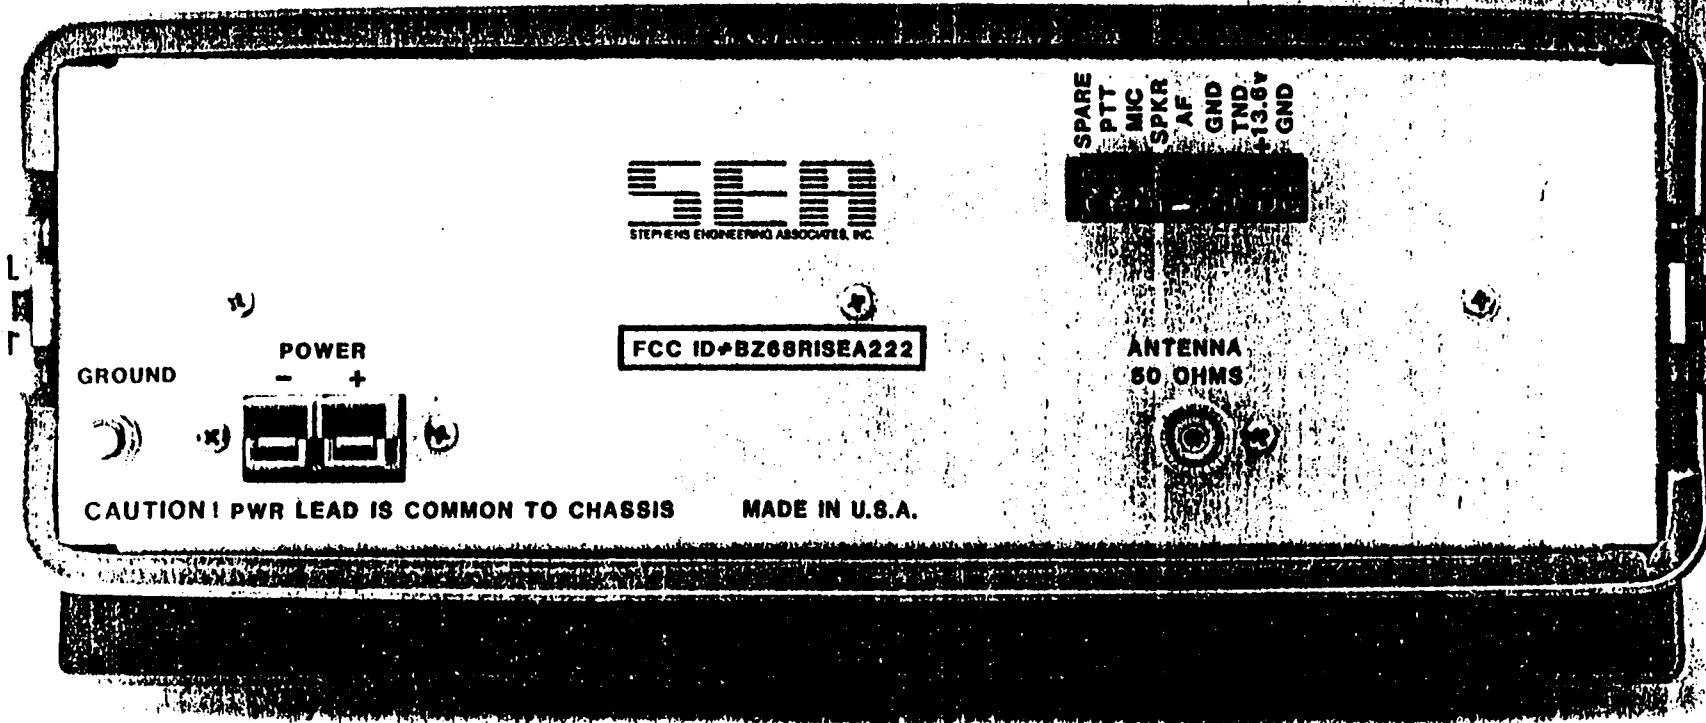 SPARE
PTT
MIC
SPKR
AF
GND
TND
+13.6V
GND
SEA
STEPHENS ENGINEERING ASSOCIATES, INC.
FCC ID#BZ68RISEA222
POWER
- +
GROUND
ANTENNA
50 OHMS
CAUTION! PWR LEAD IS COMMON TO CHASSIS
MADE IN U.S.A.